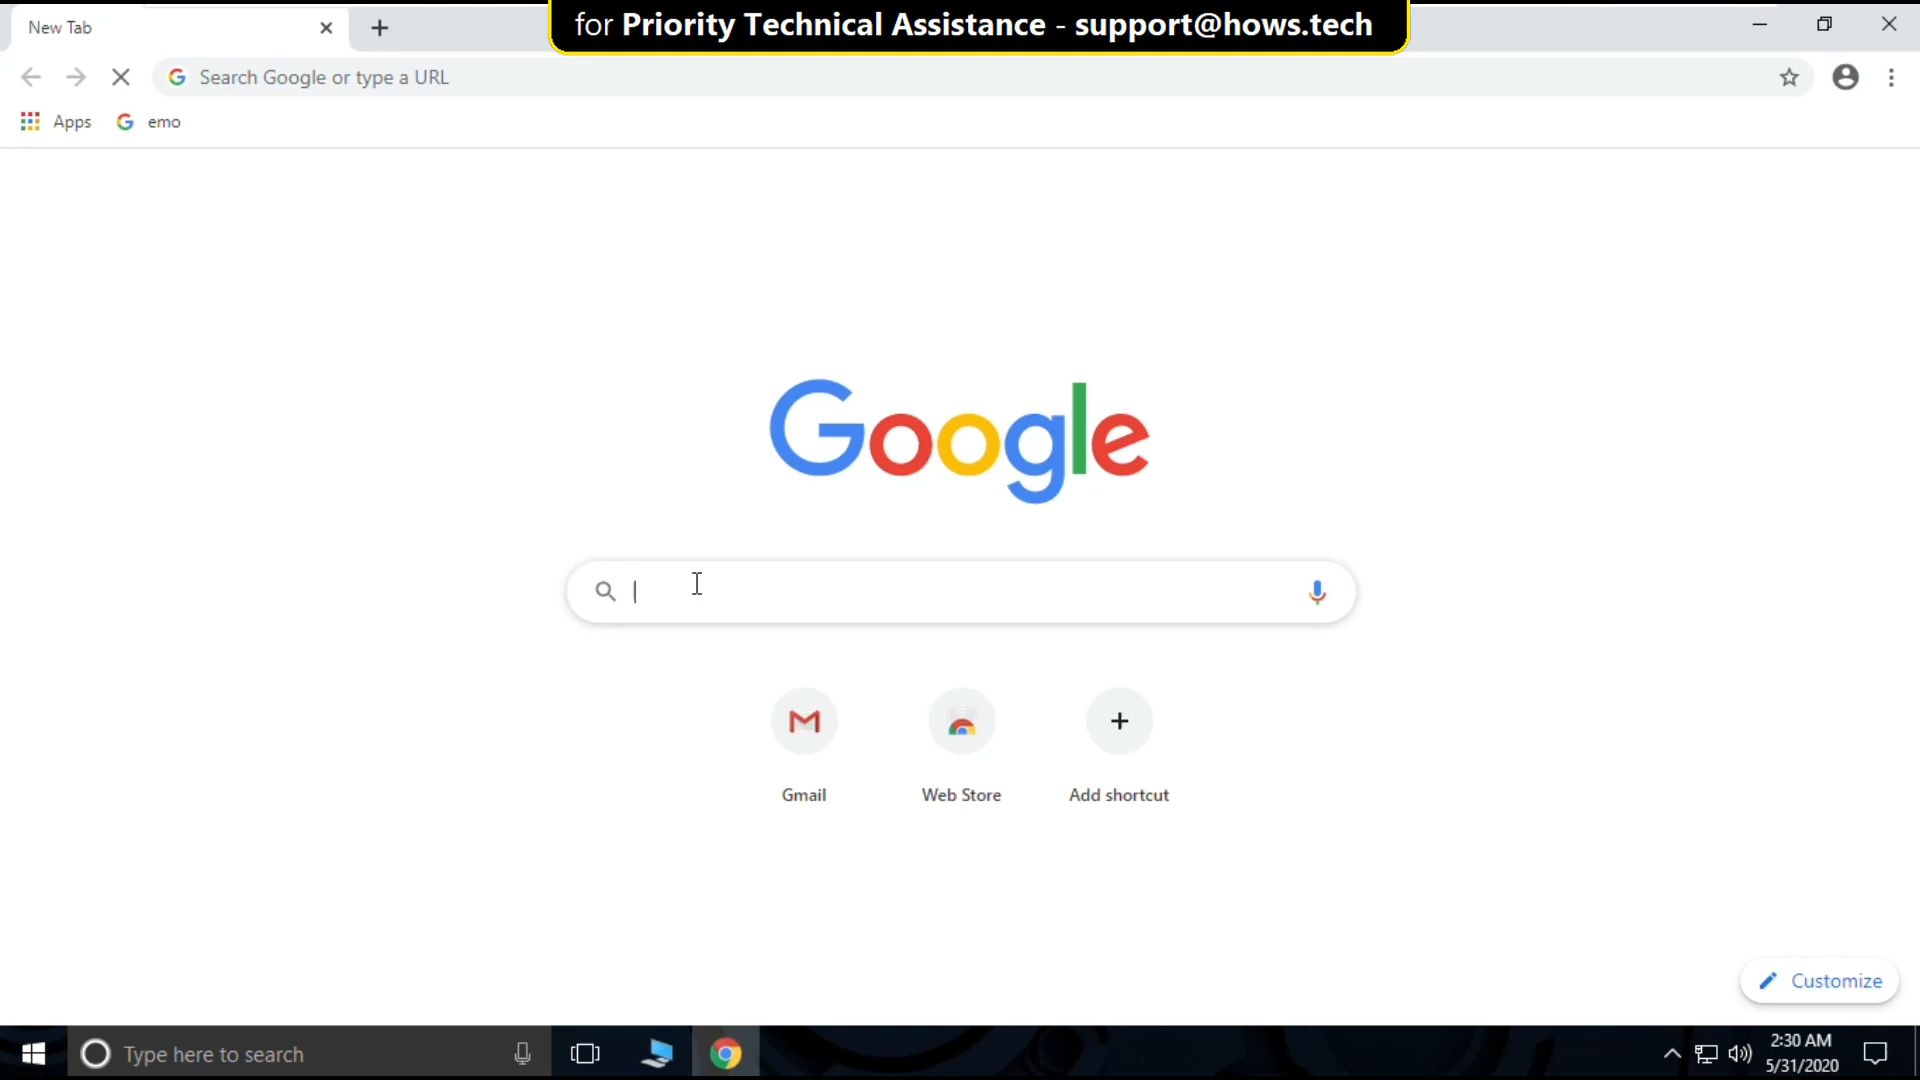 New Tab
for Priority Technical Assistance - support@hows.tech
Search Google or type a URL
Apps
emo
Google
Gmail
Web Store
Add shortcut
Customize
Type here to search
2:30 AM
5/31/2020